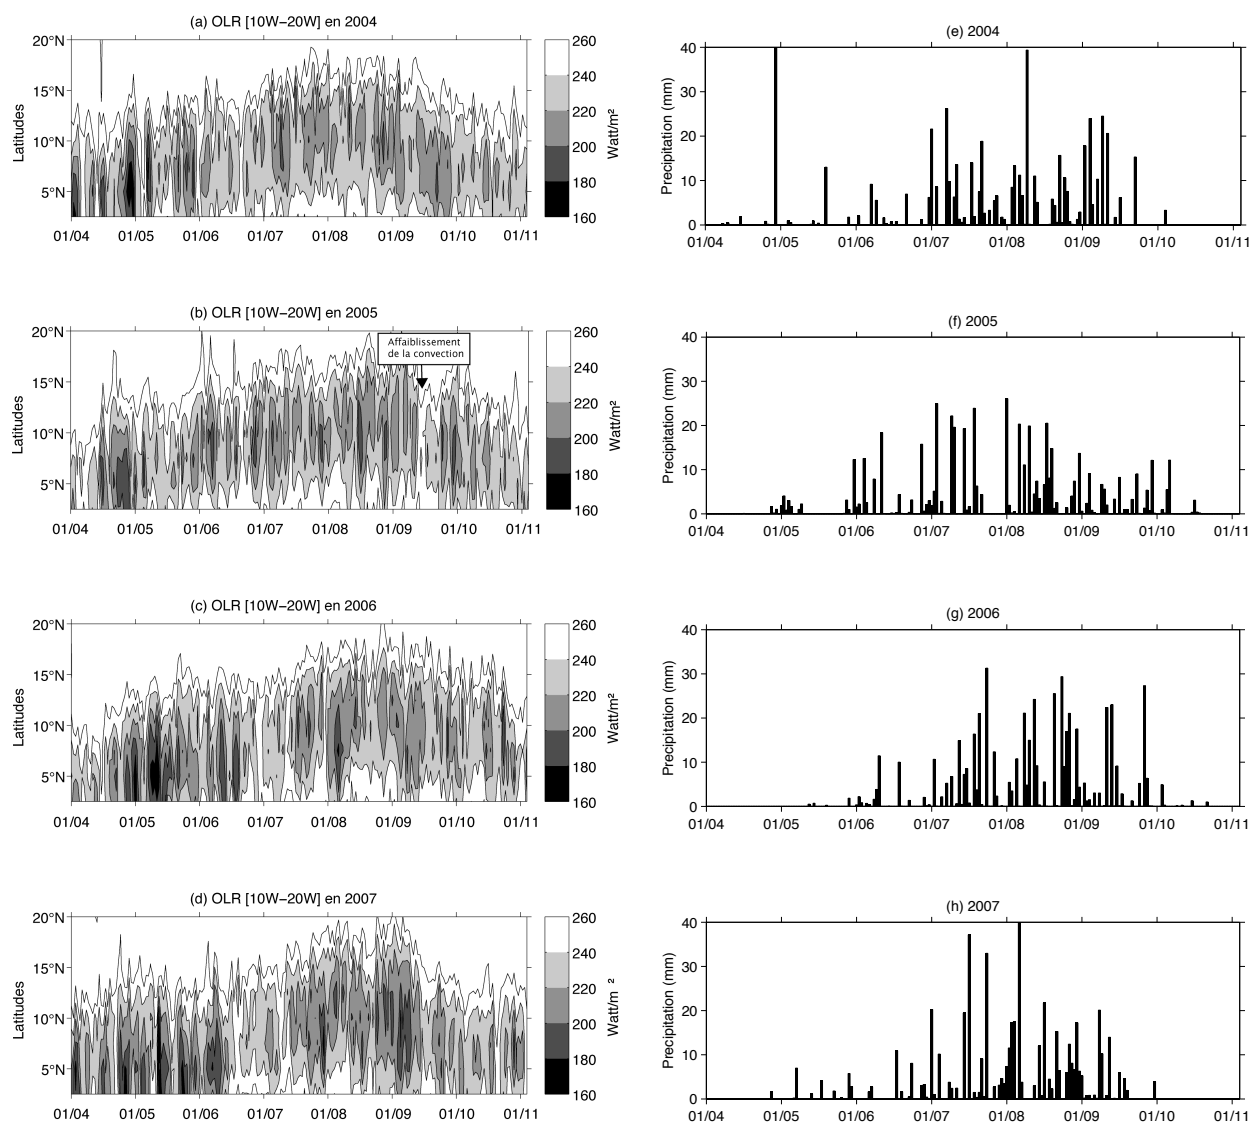 (a) OLR [10W−20W] en 2004
20°N
15°N
10°N
5°N
Latitudes
01/04 01/05 01/06 01/07 01/08 01/09 01/10 01/11
260
240
220
200
180
160
Watt/m²
(e) 2004
40
30
20
10
0
Precipitation (mm)
01/04 01/05 01/06 01/07 01/08 01/09 01/10 01/11
(b) OLR [10W−20W] en 2005
Affaiblissement
de la convection
20°N
15°N
10°N
5°N
Latitudes
01/04 01/05 01/06 01/07 01/08 01/09 01/10 01/11
260
240
220
200
180
160
Watt/m²
(f) 2005
40
30
20
10
0
Precipitation (mm)
01/04 01/05 01/06 01/07 01/08 01/09 01/10 01/11
(c) OLR [10W−20W] en 2006
20°N
15°N
10°N
5°N
Latitudes
01/04 01/05 01/06 01/07 01/08 01/09 01/10 01/11
260
240
220
200
180
160
Watt/m²
(g) 2006
40
30
20
10
0
Precipitation (mm)
01/04 01/05 01/06 01/07 01/08 01/09 01/10 01/11
(d) OLR [10W−20W] en 2007
20°N
15°N
10°N
5°N
Latitudes
01/04 01/05 01/06 01/07 01/08 01/09 01/10 01/11
260
240
220
200
180
160
Watt/m ²
(h) 2007
40
30
20
10
0
Precipitation (mm)
01/04 01/05 01/06 01/07 01/08 01/09 01/10 01/11